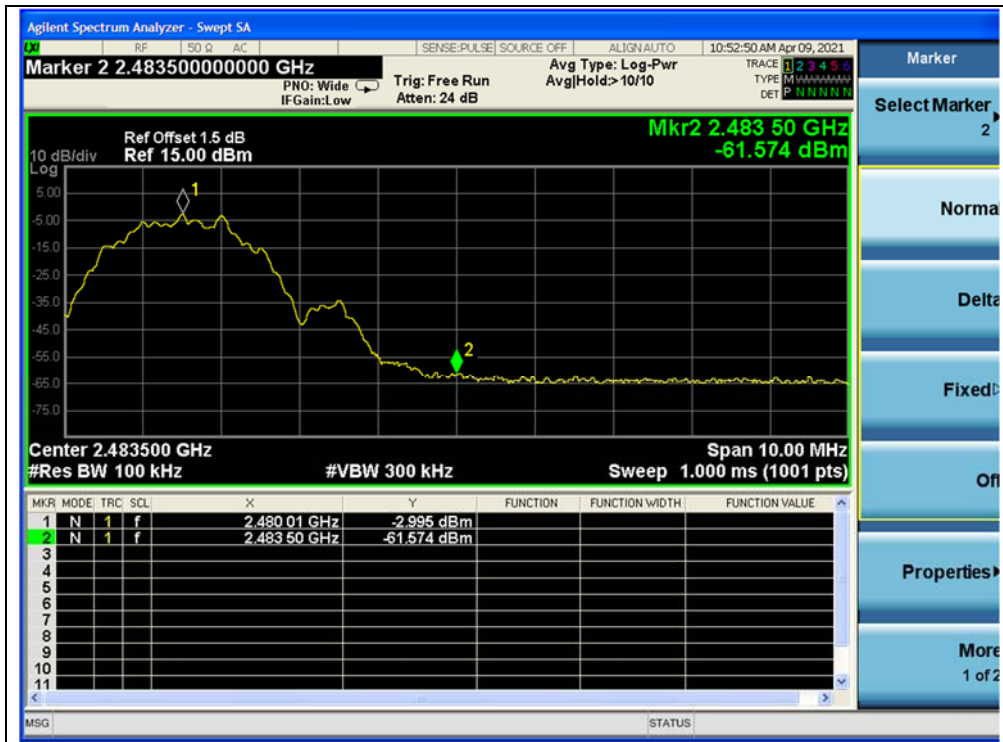 Agilent Spectrum Analyzer - Swept SA
LXI RF 50 Ω AC SENSE:PULSE SOURCE OFF ALIGN AUTO 10:52:50 AM Apr 09, 2021
Marker 2 2.483500000000 GHz
PNO: Wide
IFGain:Low
Trig: Free Run
Atten: 24 dB
Avg Type: Log-Pwr
Avg|Hold:> 10/10
TRACE 1 2 3 4 5 6
TYPE M WWWWW
DET P N N N N N
Mkr2 2.483 50 GHz
-61.574 dBm
Ref Offset 1.5 dB
10 dB/div Ref 15.00 dBm
Log
5.00
-5.00
-15.0
-25.0
-35.0
-45.0
-55.0
-65.0
-75.0
1
2
Center 2.483500 GHz Span 10.00 MHz
#Res BW 100 kHz #VBW 300 kHz Sweep 1.000 ms (1001 pts)
MKR MODE TRC SCL X Y FUNCTION FUNCTION WIDTH FUNCTION VALUE
1 N 1 f 2.480 01 GHz -2.995 dBm
2 N 1 f 2.483 50 GHz -61.574 dBm
3
4
5
6
7
8
9
10
11
MSG STATUS
Marker
Select Marker
2
Norma
Delta
Fixed
Off
Properties
More
1 of 2